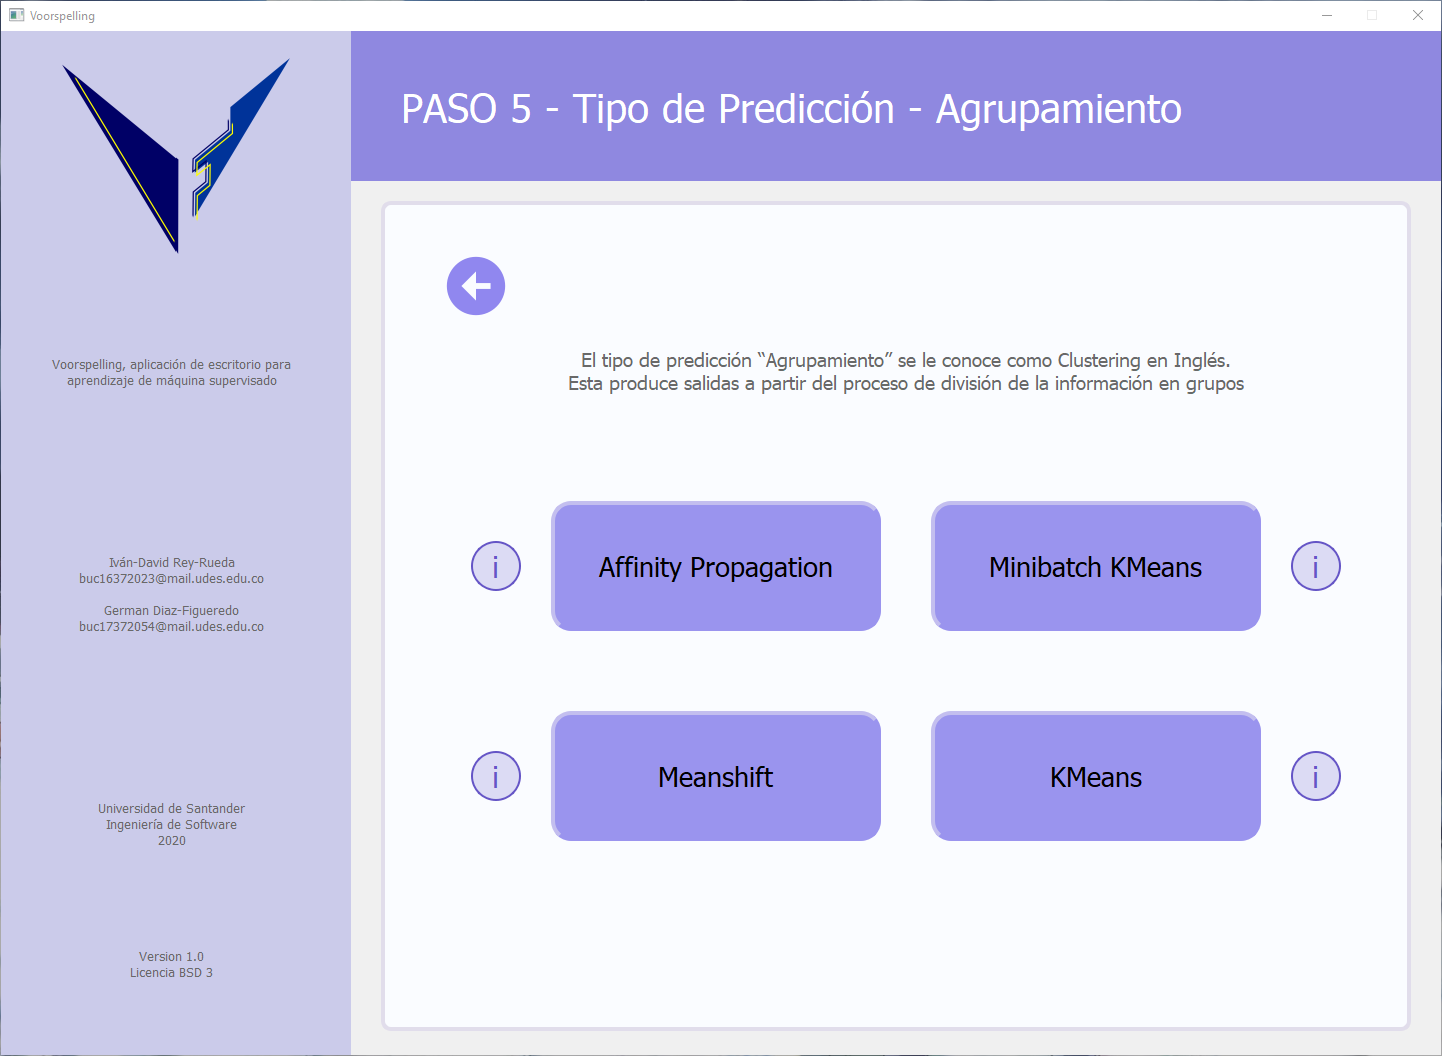 Voorspelling
PASO 5 - Tipo de Predicción - Agrupamiento
Voorspelling, aplicación de escritorio para
aprendizaje de máquina supervisado
Iván-David Rey-Rueda
buc16372023@mail.udes.edu.co
German Diaz-Figueredo
buc17372054@mail.udes.edu.co
Universidad de Santander
Ingeniería de Software
2020
Version 1.0
Licencia BSD 3
El tipo de predicción “Agrupamiento” se le conoce como Clustering en Inglés.
Esta produce salidas a partir del proceso de división de la información en grupos
i
Affinity Propagation
Minibatch KMeans
i
i
Meanshift
KMeans
i